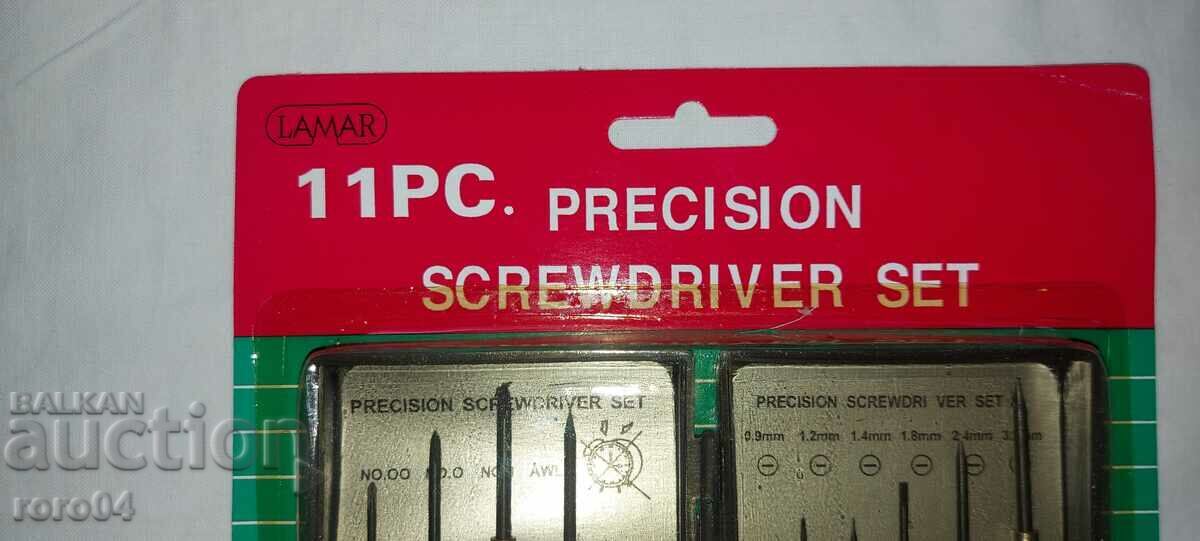 LAMAR
11PC. PRECISION
SCREWDRIVER SET
PRECISION SCREWDRIVER SET
NO.OO NO.O NO1 AWL
PRECISION SCREWDRI VER SET
0.9mm 1.2mm 1.4mm 1.8mm 2.4mm
BALKAN
auction
roro04